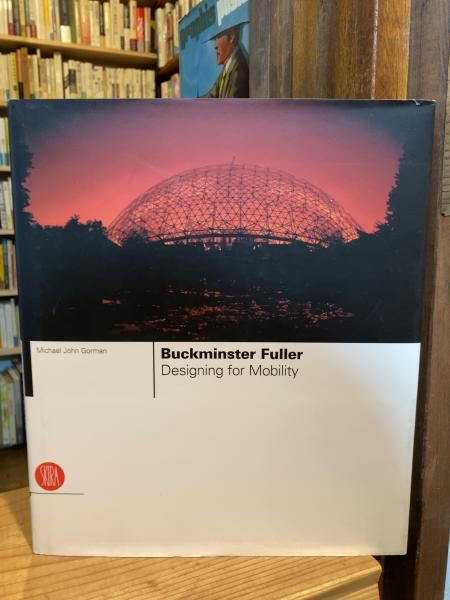 Michael John Gorman
Buckminster Fuller
Designing for Mobility
SKIRA